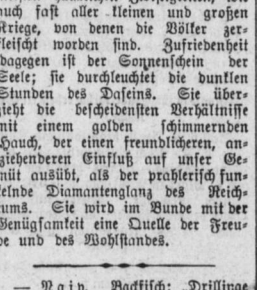 auch fast aller kleinen und großen
Kriege, von denen die Völker zer-
fleischt worden sind. Zufriedenheit
dagegen ist der Sonnenschein der
Seele; sie durchleuchtet die dunklen
Stunden des Daseins. Sie über-
zieht die bescheidensten Verhältnisse
mit einem golden schimmernden
Hauch, der einen freundlicheren, an-
ziehenderen Einfluß auf unser Ge-
müt ausübt, als der prahlerisch fun-
kelnde Diamantenglanz des Reich-
tums. Sie wird im Bunde mit der
Genügsamkeit eine Quelle der Freu-
de und des Wohlstandes.
— Naiv. Backfisch: „Drillinge